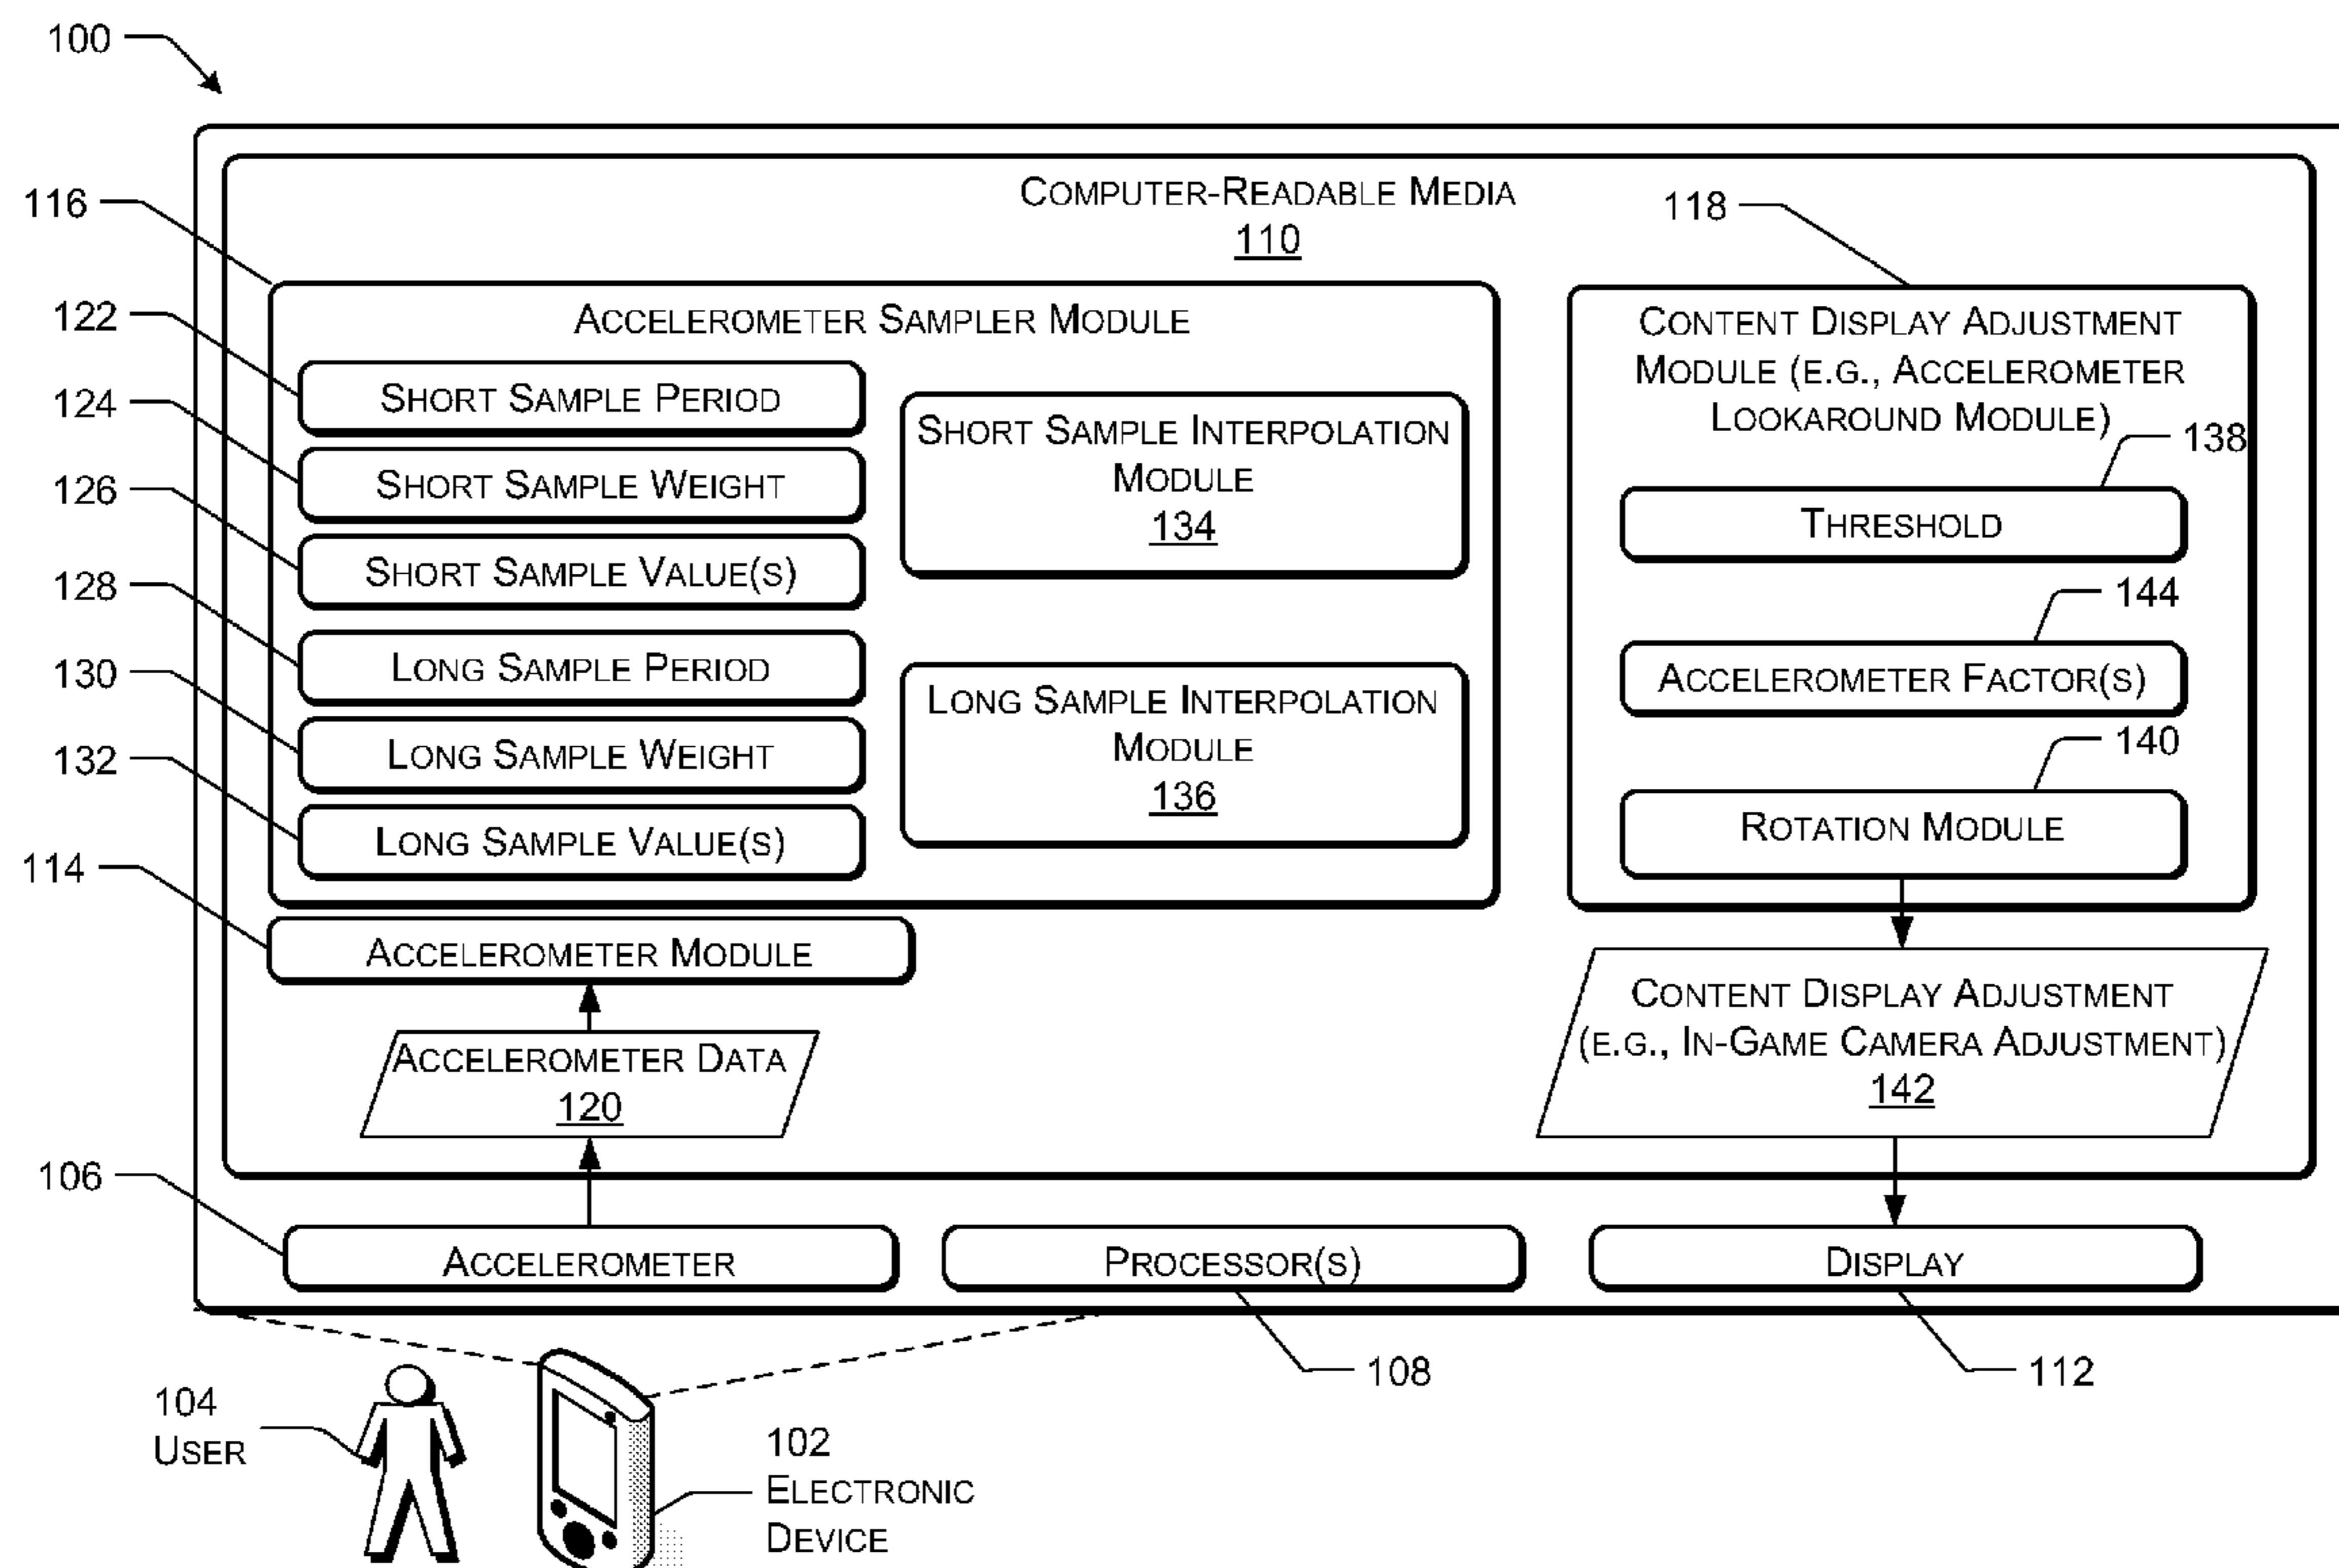 100
COMPUTER-READABLE MEDIA
110
116
118
ACCELEROMETER SAMPLER MODULE
122
SHORT SAMPLE PERIOD
124
SHORT SAMPLE WEIGHT
126
SHORT SAMPLE VALUE(S)
128
LONG SAMPLE PERIOD
130
LONG SAMPLE WEIGHT
132
LONG SAMPLE VALUE(S)
SHORT SAMPLE INTERPOLATION
MODULE
134
LONG SAMPLE INTERPOLATION
MODULE
136
CONTENT DISPLAY ADJUSTMENT
MODULE (E.G., ACCELEROMETER
LOOKAROUND MODULE)
138
THRESHOLD
144
ACCELEROMETER FACTOR(S)
140
ROTATION MODULE
114
ACCELEROMETER MODULE
ACCELEROMETER DATA
120
CONTENT DISPLAY ADJUSTMENT
(E.G., IN-GAME CAMERA ADJUSTMENT)
142
106
ACCELEROMETER
PROCESSOR(S)
DISPLAY
108
112
104
USER
102
ELECTRONIC
DEVICE